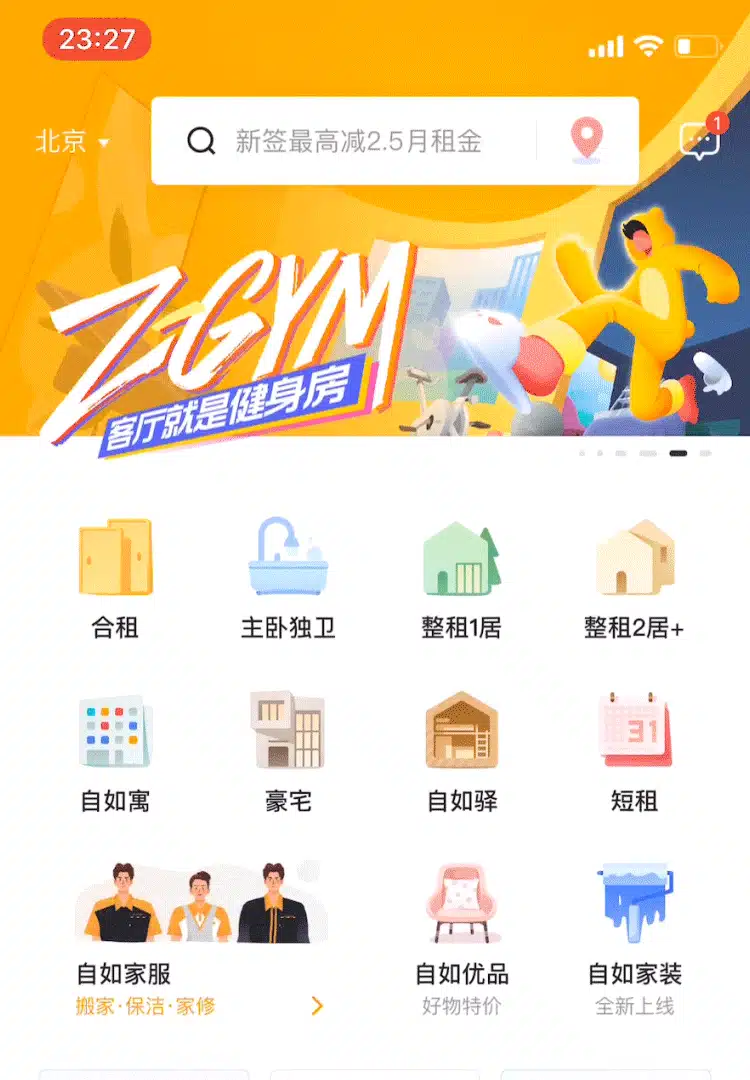 23:27
北京
新签最高减2.5月租金
1
ZGYM
客厅就是健身房
合租
主卧独卫
整租1居
整租2居+
31
自如寓
豪宅
自如驿
短租
自如家服
搬家·保洁·家修
自如优品
好物特价
自如家装
全新上线